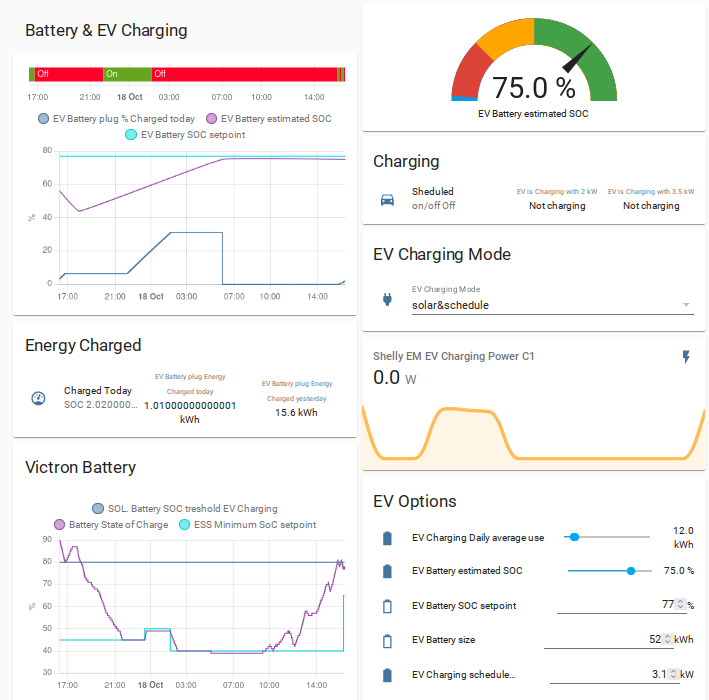 Battery & EV Charging
Off On Off
17:00 21:00 18 Oct 03:00 07:00 10:00 14:00
EV Battery plug % Charged today EV Battery estimated SOC
EV Battery SOC setpoint
80
60
40
20
0
%
17:00 21:00 18 Oct 03:00 07:00 10:00 14:00
Energy Charged
EV Battery plug Energy Charged today
EV Battery plug Energy Charged yesterday
Charged Today
SOC 2.020000...
1.01000000000001 kWh
15.6 kWh
Victron Battery
SOL. Battery SOC treshold EV Charging
Battery State of Charge ESS Minimum SoC setpoint
90
80
70
60
50
40
30
%
17:00 21:00 18 Oct 03:00 07:00 10:00 14:00
75.0 %
EV Battery estimated SOC
Charging
Sheduled
on/off Off
EV is Charging with 2 kW EV is Charging with 3.5 kW
Not charging Not charging
EV Charging Mode
EV Charging Mode
solar&schedule
Shelly EM EV Charging Power C1
0.0 W
EV Options
EV Charging Daily average use 12.0 kWh
EV Battery estimated SOC 75.0 %
EV Battery SOC setpoint 77 %
EV Battery size 52 kWh
EV Charging schedule... 3.1 kW